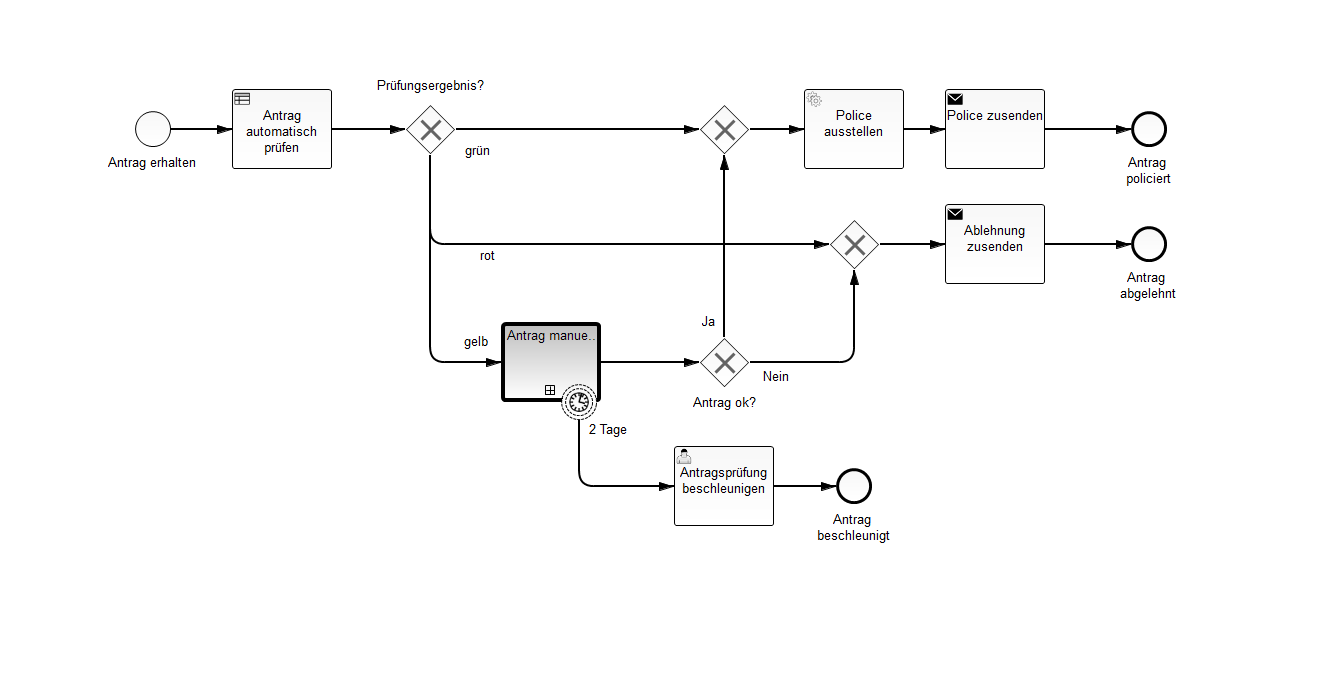 Prüfungsergebnis?
Antrag erhalten
Antrag
automatisch
prüfen
grün
Police
ausstellen
Police zusenden
Antrag
policiert
rot
Ablehnung
zusenden
Antrag
abgelehnt
gelb
Antrag manue..
Ja
Nein
Antrag ok?
2 Tage
Antragsprüfung
beschleunigen
Antrag
beschleunigt